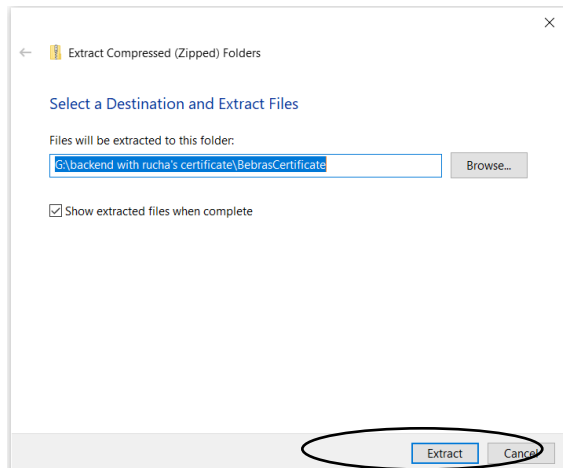 Extract Compressed (Zipped) Folders
Select a Destination and Extract Files
Files will be extracted to this folder:
G:\backend with rucha's certificate\BebrasCertificate
Browse...
Show extracted files when complete
Extract
Cancel